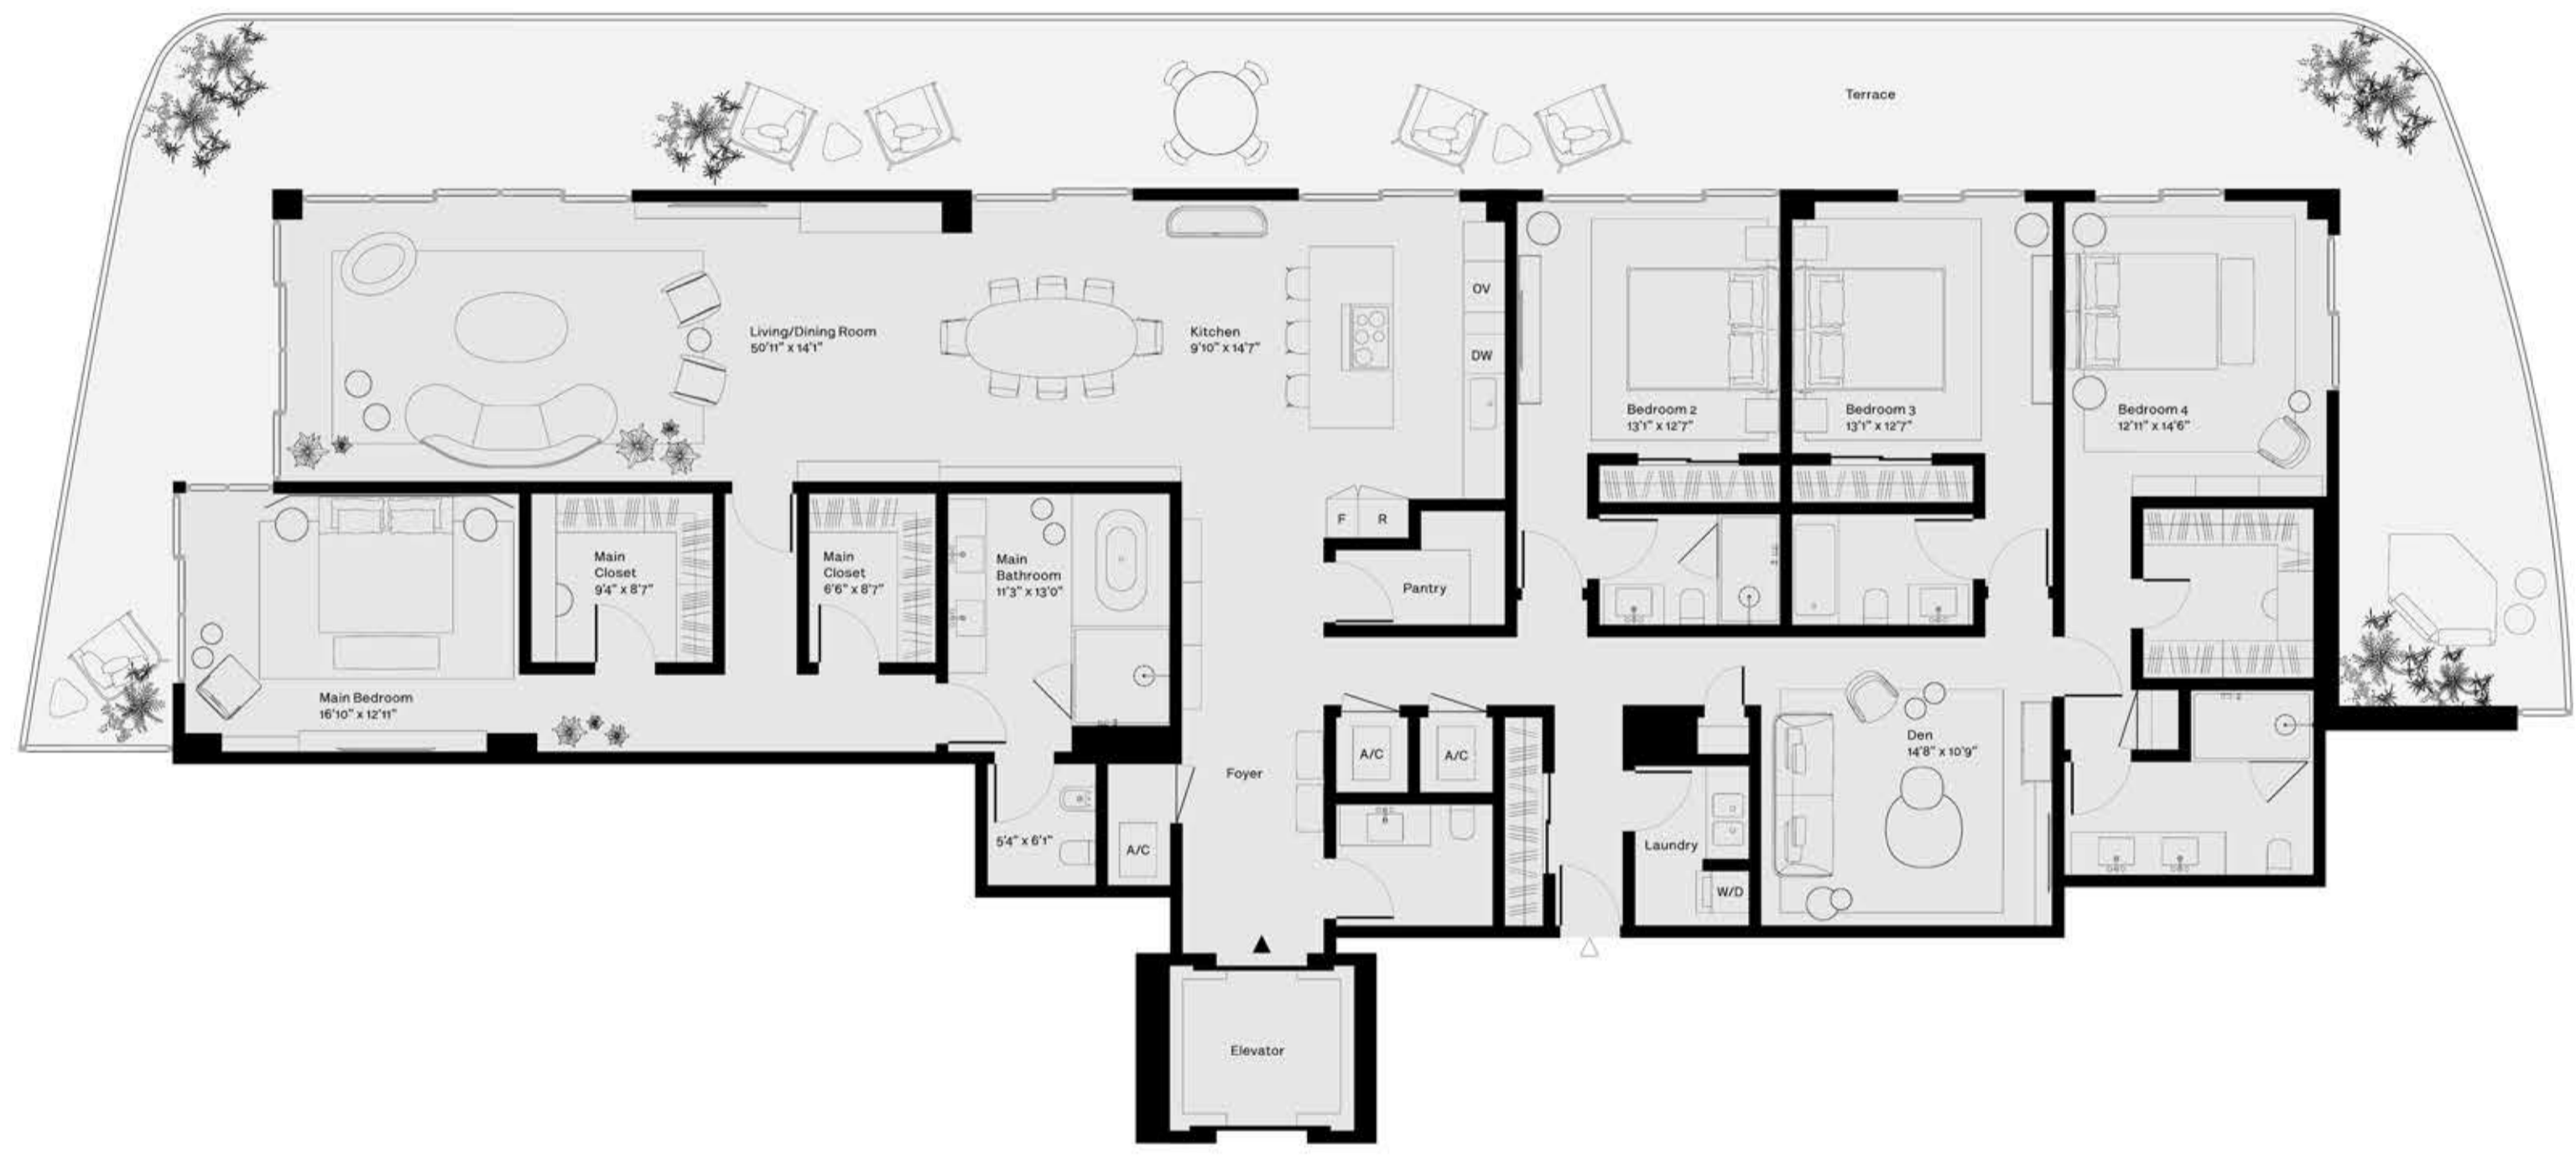 Terrace
Living/Dining Room
50'11" x 14'1"
Kitchen
9'10" x 14'7"
OV
DW
Bedroom 2
13'1" x 12'7"
Bedroom 3
13'1" x 12'7"
Bedroom 4
12'11" x 14'6"
F
R
Main
Closet
9'4" x 8'7"
Main
Closet
6'6" x 8'7"
Main
Bathroom
11'3" x 13'0"
Pantry
Main Bedroom
16'10" x 12'11"
Foyer
A/C
A/C
Den
14'8" x 10'9"
5'4" x 6'1"
A/C
Laundry
W/D
Elevator